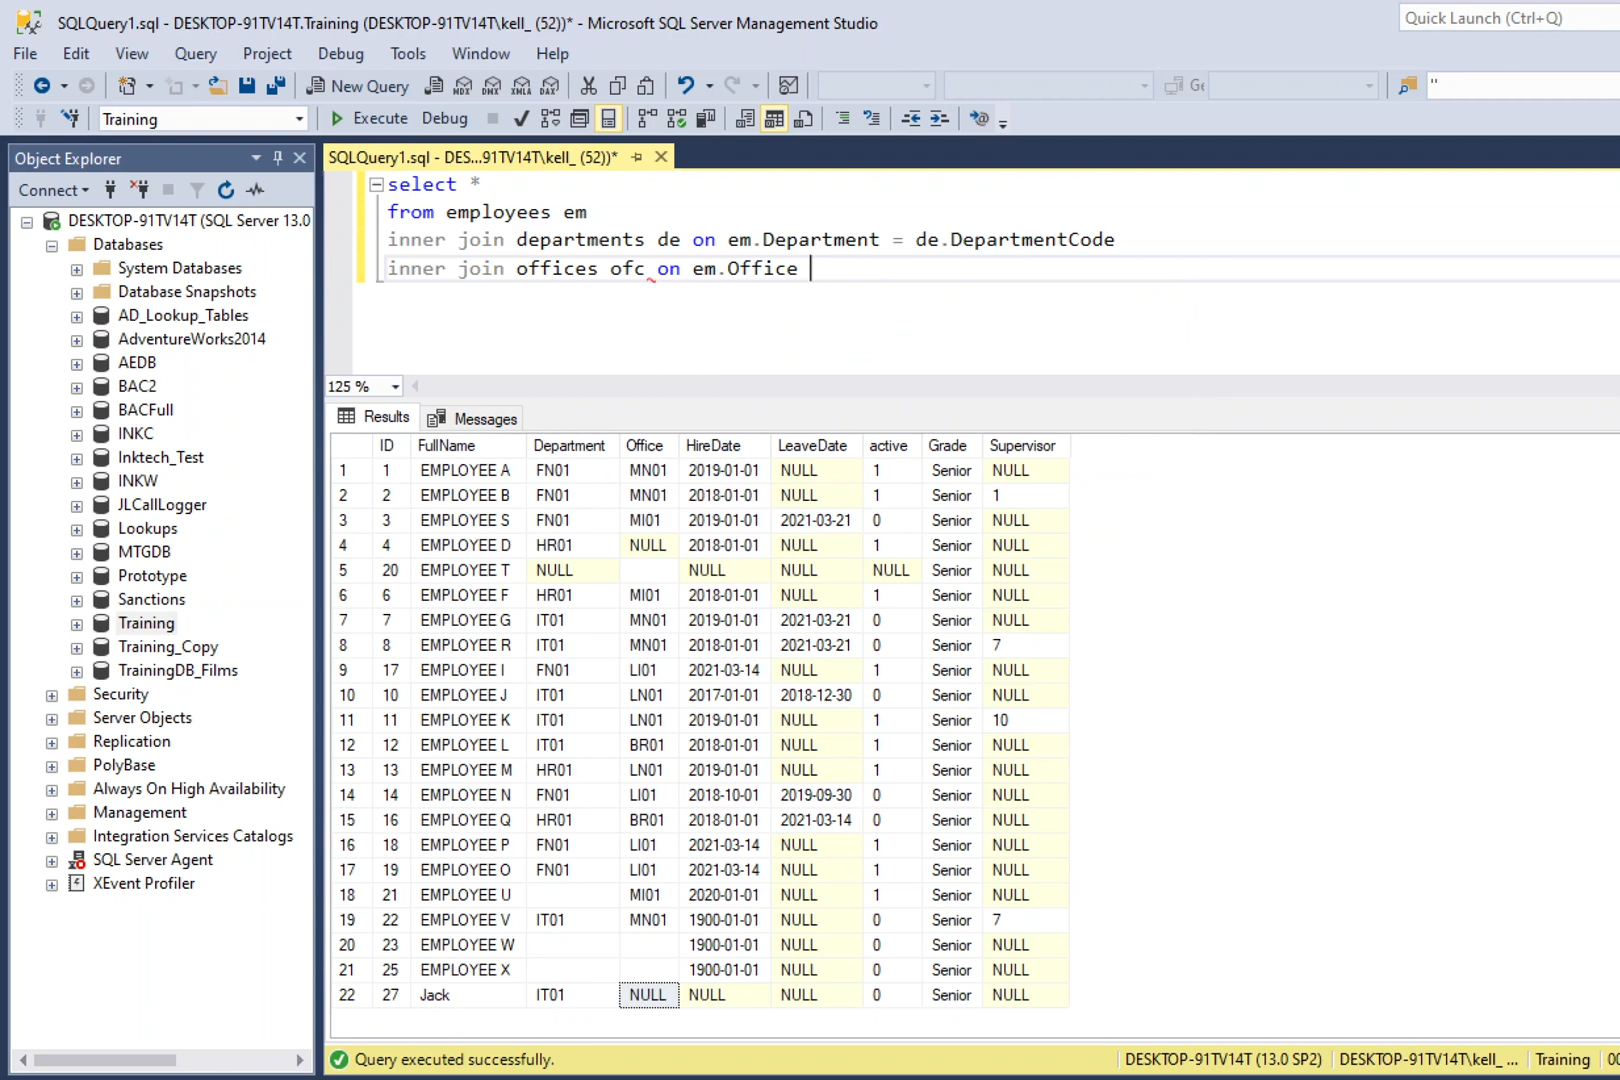 SQLQuery1.sql - DESKTOP-91TV14T.Training (DESKTOP-91TV14T\kell_ (52))* - Microsoft SQL Server Management Studio
Quick Launch (Ctrl+Q)
File Edit View Query Project Debug Tools Window Help
New Query
Training Execute Debug
Object Explorer
SQLQuery1.sql - DES...91TV14T\kell_ (52))*
Connect
DESKTOP-91TV14T (SQL Server 13.0
Databases
System Databases
Database Snapshots
AD_Lookup_Tables
AdventureWorks2014
AEDB
BAC2
BACFull
INKC
Inktech_Test
INKW
JLCallLogger
Lookups
MTGDB
Prototype
Sanctions
Training
Training_Copy
TrainingDB_Films
Security
Server Objects
Replication
PolyBase
Always On High Availability
Management
Integration Services Catalogs
SQL Server Agent
XEvent Profiler
select *
from employees em
inner join departments de on em.Department = de.DepartmentCode
inner join offices ofc on em.Office
125 %
Results Messages
ID FullName Department Office HireDate LeaveDate active Grade Supervisor
1 1 EMPLOYEE A FN01 MN01 2019-01-01 NULL 1 Senior NULL
2 2 EMPLOYEE B FN01 MN01 2018-01-01 NULL 1 Senior 1
3 3 EMPLOYEE S FN01 MI01 2019-01-01 2021-03-21 0 Senior NULL
4 4 EMPLOYEE D HR01 NULL 2018-01-01 NULL 1 Senior NULL
5 20 EMPLOYEE T NULL NULL NULL NULL Senior NULL
6 6 EMPLOYEE F HR01 MI01 2018-01-01 NULL 1 Senior NULL
7 7 EMPLOYEE G IT01 MN01 2019-01-01 2021-03-21 0 Senior NULL
8 8 EMPLOYEE R IT01 MN01 2018-01-01 2021-03-21 0 Senior 7
9 17 EMPLOYEE I FN01 LI01 2021-03-14 NULL 1 Senior NULL
10 10 EMPLOYEE J IT01 LN01 2017-01-01 2018-12-30 0 Senior NULL
11 11 EMPLOYEE K IT01 LN01 2019-01-01 NULL 1 Senior 10
12 12 EMPLOYEE L IT01 BR01 2018-01-01 NULL 1 Senior NULL
13 13 EMPLOYEE M HR01 LN01 2019-01-01 NULL 1 Senior NULL
14 14 EMPLOYEE N FN01 LI01 2018-10-01 2019-09-30 0 Senior NULL
15 16 EMPLOYEE Q HR01 BR01 2018-01-01 2021-03-14 0 Senior NULL
16 18 EMPLOYEE P FN01 LI01 2021-03-14 NULL 1 Senior NULL
17 19 EMPLOYEE O FN01 LI01 2021-03-14 NULL 1 Senior NULL
18 21 EMPLOYEE U MI01 2020-01-01 NULL 1 Senior NULL
19 22 EMPLOYEE V IT01 MN01 1900-01-01 NULL 0 Senior 7
20 23 EMPLOYEE W 1900-01-01 NULL 0 Senior NULL
21 25 EMPLOYEE X 1900-01-01 NULL 0 Senior NULL
22 27 Jack IT01 NULL NULL NULL 0 Senior NULL
Query executed successfully. DESKTOP-91TV14T (13.0 SP2) DESKTOP-91TV14T\kell_ ... Training